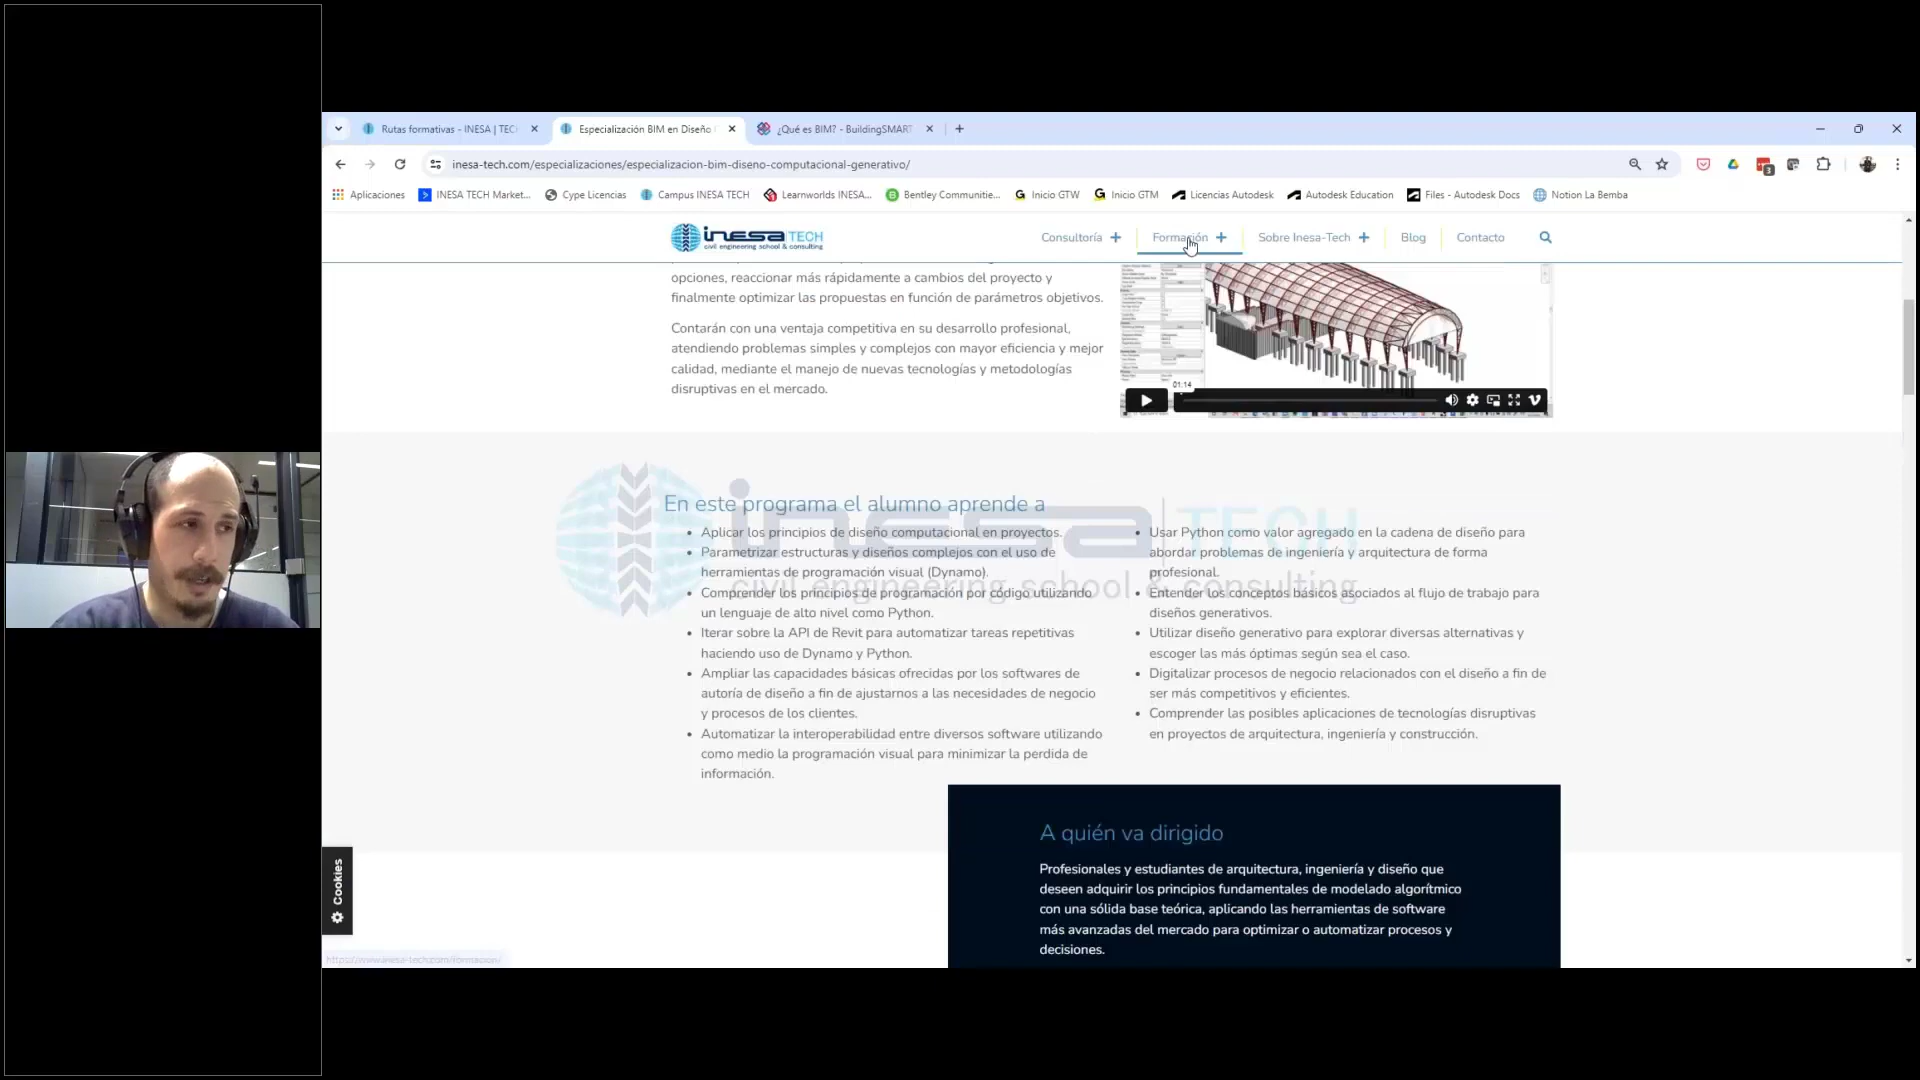 Rutas formativas - INESA | TEC
Especialización BIM en Diseño
¿Qué es BIM? - BuildingSMART
inesa-tech.com/especializaciones/especializacion-bim-diseno-computacional-generativo/
3
Aplicaciones
INESA TECH Market...
Cype Licencias
Campus INESA TECH
Learnworlds INESA...
Bentley Communitie...
Inicio GTW
Inicio GTM
Licencias Autodesk
Autodesk Education
Files - Autodesk Docs
Notion La Bemba
inesa TECH
civil engineering school & consulting
Consultoría +
Formación +
Sobre Inesa-Tech +
Blog
Contacto
opciones, reaccionar más rápidamente a cambios del proyecto y
finalmente optimizar las propuestas en función de parámetros objetivos.
Contarán con una ventaja competitiva en su desarrollo profesional,
atendiendo problemas simples y complejos con mayor eficiencia y mejor
calidad, mediante el manejo de nuevas tecnologías y metodologías
disruptivas en el mercado.
01:14
inesa TECH
civil engineering school & consulting
En este programa el alumno aprende a
Aplicar los principios de diseño computacional en proyectos.
Parametrizar estructuras y diseños complejos con el uso de
herramientas de programación visual (Dynamo).
Comprender los principios de programación por código utilizando
un lenguaje de alto nivel como Python.
Iterar sobre la API de Revit para automatizar tareas repetitivas
haciendo uso de Dynamo y Python.
Ampliar las capacidades básicas ofrecidas por los softwares de
autoría de diseño a fin de ajustarnos a las necesidades de negocio
y procesos de los clientes.
Automatizar la interoperabilidad entre diversos software utilizando
como medio la programación visual para minimizar la perdida de
información.
Usar Python como valor agregado en la cadena de diseño para
abordar problemas de ingeniería y arquitectura de forma
profesional.
Entender los conceptos básicos asociados al flujo de trabajo para
diseños generativos.
Utilizar diseño generativo para explorar diversas alternativas y
escoger las más óptimas según sea el caso.
Digitalizar procesos de negocio relacionados con el diseño a fin de
ser más competitivos y eficientes.
Comprender las posibles aplicaciones de tecnologías disruptivas
en proyectos de arquitectura, ingeniería y construcción.
A quién va dirigido
Profesionales y estudiantes de arquitectura, ingeniería y diseño que
deseen adquirir los principios fundamentales de modelado algorítmico
con una sólida base teórica, aplicando las herramientas de software
más avanzadas del mercado para optimizar o automatizar procesos y
decisiones.
Cookies
https://www.inesa-tech.com/formacion/